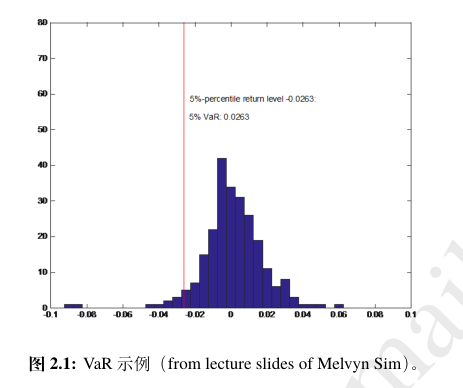 80
70
60
5%-percentile return level -0.0263:
5% VaR: 0.0263
50
40
30
20
10
0
-0.1 -0.08 -0.06 -0.04 -0.02 0 0.02 0.04 0.06 0.08 0.1
图 2.1: VaR 示例（from lecture slides of Melvyn Sim）。